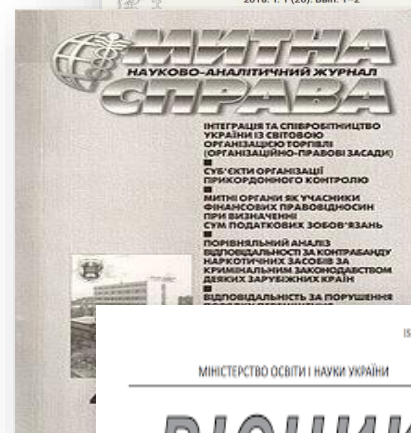 2018. Т. 1 (20). Вип. 1–2
МИТНА
НАУКОВО-АНАЛІТИЧНИЙ ЖУРНАЛ
СПРАВА
ІНТЕГРАЦІЯ ТА СПІВРОБІТНИЦТВО
УКРАЇНИ ІЗ СВІТОВОЮ
ОРГАНІЗАЦІЄЮ ТОРГІВЛІ
(ОРГАНІЗАЦІЙНО-ПРАВОВІ ЗАСАДИ)
СУБ'ЄКТИ ОРГАНІЗАЦІЇ
ПРИКОРДОННОГО КОНТРОЛЮ
МИТНІ ОРГАНИ ЯК УЧАСНИКИ
ФІНАНСОВИХ ПРАВОВІДНОСИН
ПРИ ВИЗНАЧЕННІ
СУМ ПОДАТКОВИХ ЗОБОВ'ЯЗАНЬ
ПОРІВНЯЛЬНИЙ АНАЛІЗ
ВІДПОВІДАЛЬНОСТІ ЗА КОНТРАБАНДУ
НАРКОТИЧНИХ ЗАСОБІВ ЗА
КРИМІНАЛЬНИМ ЗАКОНОДАВСТВОМ
ДЕЯКИХ ЗАРУБІЖНИХ КРАЇН
ВІДПОВІДАЛЬНІСТЬ ЗА ПОРУШЕННЯ
IS
МІНІСТЕРСТВО ОСВІТИ І НАУКИ УКРАЇНИ